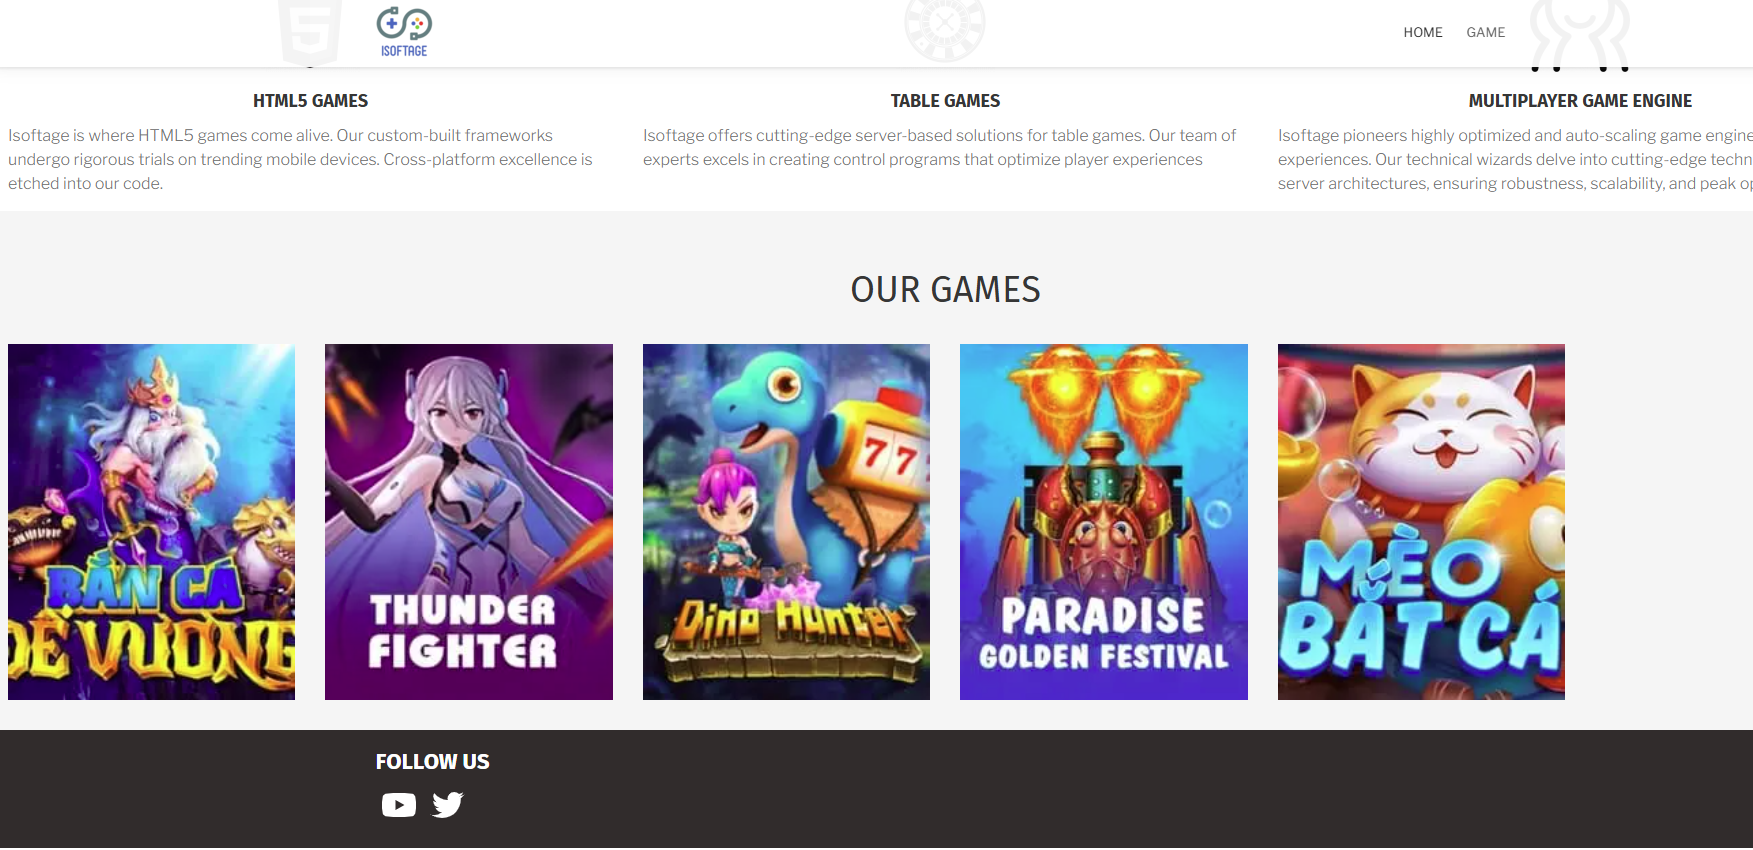 ISOFTAGE
HOME
GAME
HTML5 GAMES
Isoftage is where HTML5 games come alive. Our custom-built frameworks
undergo rigorous trials on trending mobile devices. Cross-platform excellence is
etched into our code.
TABLE GAMES
Isoftage offers cutting-edge server-based solutions for table games. Our team of
experts excels in creating control programs that optimize player experiences
MULTIPLAYER GAME ENGINE
Isoftage pioneers highly optimized and auto-scaling game engine
experiences. Our technical wizards delve into cutting-edge techn
server architectures, ensuring robustness, scalability, and peak op
OUR GAMES
BẮN CÁ
ĐẾ VƯƠNG
THUNDER
FIGHTER
77
Dino Hunter
PARADISE
GOLDEN FESTIVAL
MÈO
BẮT CÁ
FOLLOW US